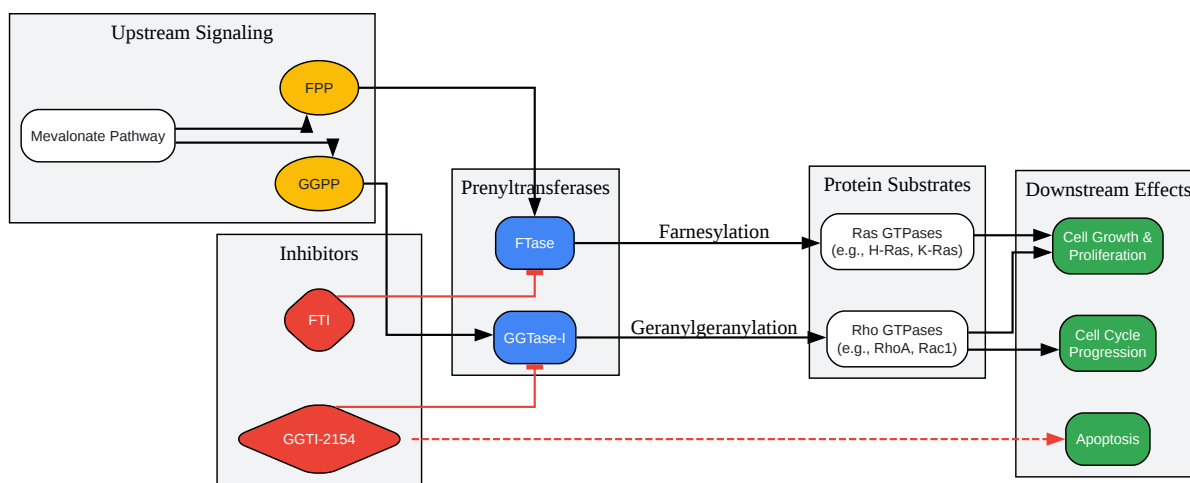 Upstream Signaling
FPP
Mevalonate Pathway
GGPP
Inhibitors
FTI
GGTI-2154
Prenyltransferases
FTase
GGTase-I
Farnesylation
Geranylgeranylation
Protein Substrates
Ras GTPases
(e.g., H-Ras, K-Ras)
Rho GTPases
(e.g., RhoA, Rac1)
Downstream Effects
Cell Growth &
Proliferation
Cell Cycle
Progression
Apoptosis